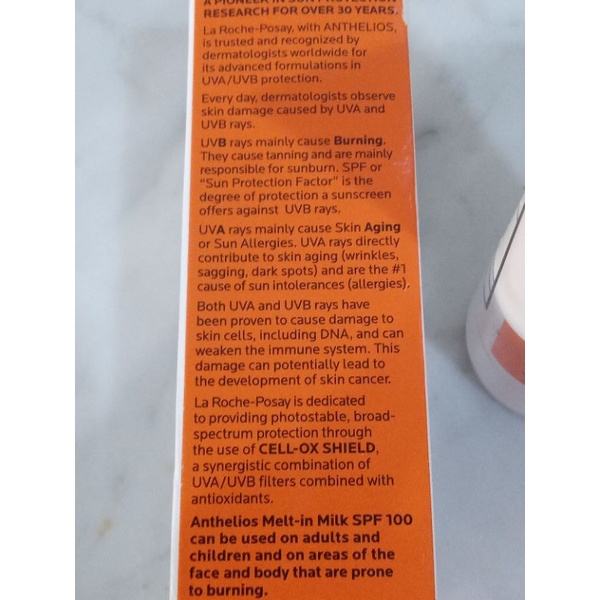 A PIONEER IN SUN PROTECTION
RESEARCH FOR OVER 30 YEARS.
La Roche-Posay, with ANTHELIOS,
is trusted and recognized by
dermatologists worldwide for
its advanced formulations in
UVA/UVB protection.
Every day, dermatologists observe
skin damage caused by UVA and
UVB rays.
UVB rays mainly cause Burning.
They cause tanning and are mainly
responsible for sunburn. SPF or
“Sun Protection Factor” is the
degree of protection a sunscreen
offers against UVB rays.
UVA rays mainly cause Skin Aging
or Sun Allergies. UVA rays directly
contribute to skin aging (wrinkles,
sagging, dark spots) and are the #1
cause of sun intolerances (allergies).
Both UVA and UVB rays have
been proven to cause damage to
skin cells, including DNA, and can
weaken the immune system. This
damage can potentially lead to
the development of skin cancer.
La Roche-Posay is dedicated
to providing photostable, broad-
spectrum protection through
the use of CELL-OX SHIELD,
a synergistic combination of
UVA/UVB filters combined with
antioxidants.
Anthelios Melt-in Milk SPF 100
can be used on adults and
children and on areas of the
face and body that are prone
to burning.